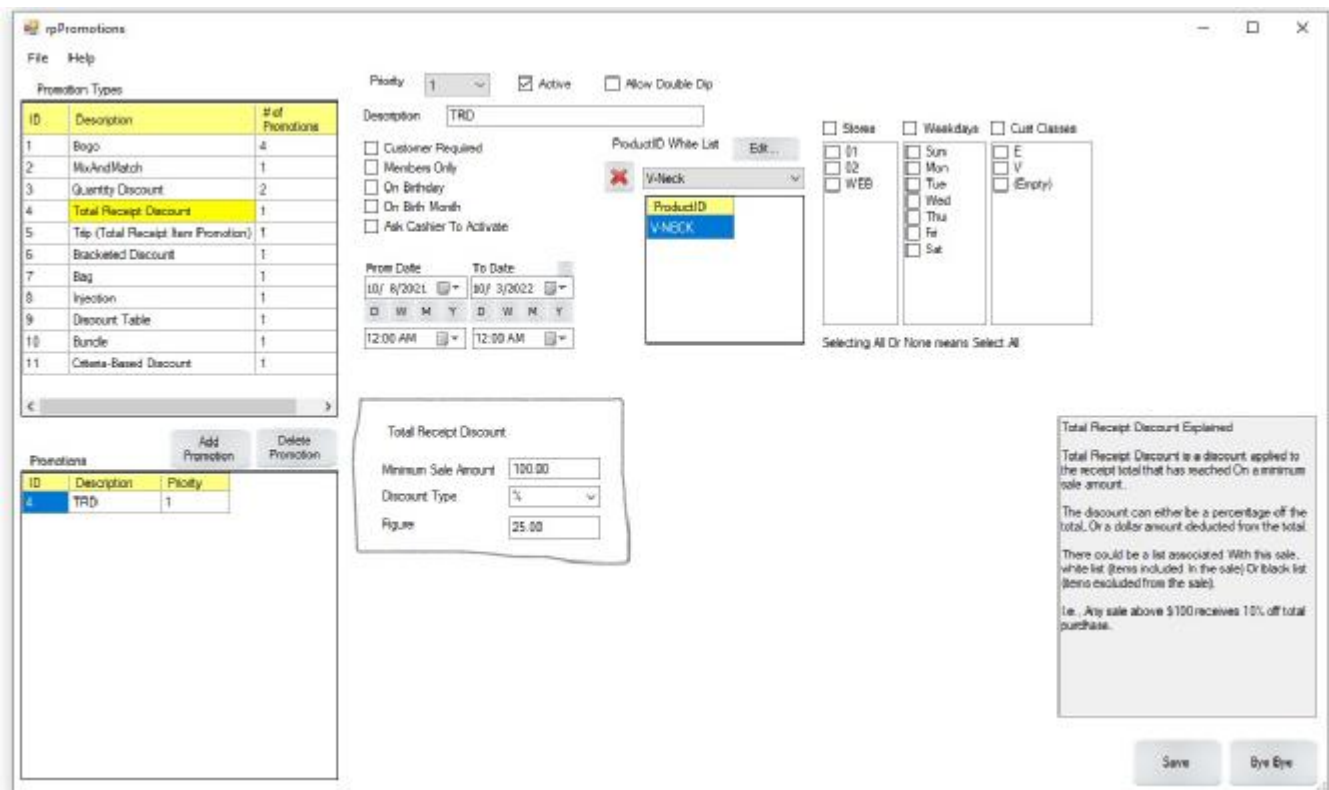 rpPromotions
File Help
Promotion Types
ID Description # of Promotions
1 Bogo 4
2 MixAndMatch 1
3 Quantity Discount 2
4 Total Receipt Discount 1
5 Trip (Total Receipt Item Promotion) 1
6 Bracketed Discount 1
7 Bag 1
8 Injection 1
9 Discount Table 1
10 Bundle 1
11 Criteria-Based Discount 1
Add Promotion
Delete Promotion
Promotions
ID Description Priority
4 TRD 1
Priority 1 Active Allow Double Dip
Description TRD
Customer Required
Members Only
On Birthday
On Birth Month
Ask Cashier To Activate
From Date To Date
10/ 8/2021 10/ 3/2022
D W M Y D W M Y
12:00 AM 12:00 AM
ProductID White List Edit...
V-Neck
ProductID
V-NECK
Stores Weekdays Cust Classes
01 Sun E
02 Mon V
WEB Tue (Empty)
Wed
Thu
Fri
Sat
Selecting All Or None means Select All
Total Receipt Discount
Minimum Sale Amount 100.00
Discount Type %
Figure 25.00
Total Receipt Discount Explained
Total Receipt Discount is a discount applied to
the receipt total that has reached On a minimum
sale amount.
The discount can either be a percentage off the
total, Or a dollar amount deducted from the total.
There could be a list associated With this sale,
white list (items included In the sale) Or black list
(items excluded from the sale).
I.e., Any sale above $100 receives 10% off total
purchase.
Save Bye Bye